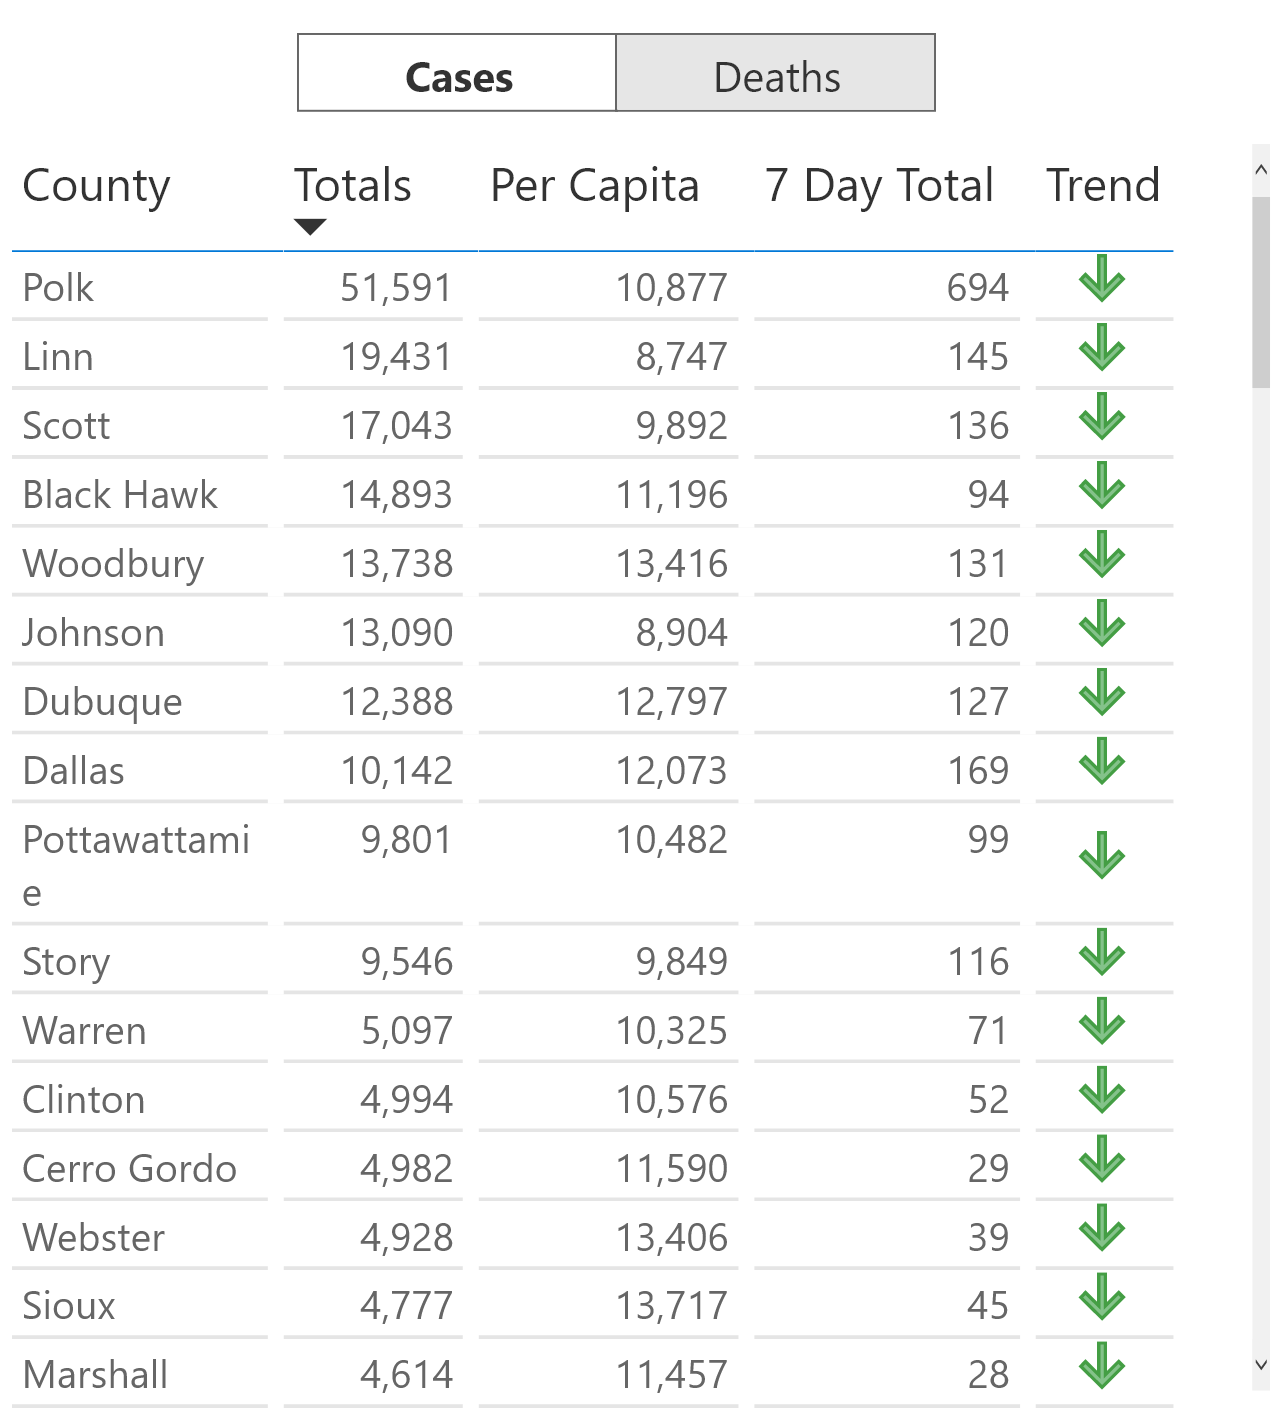 Cases Deaths
County Totals Per Capita 7 Day Total Trend
Polk 51,591 10,877 694
Linn 19,431 8,747 145
Scott 17,043 9,892 136
Black Hawk 14,893 11,196 94
Woodbury 13,738 13,416 131
Johnson 13,090 8,904 120
Dubuque 12,388 12,797 127
Dallas 10,142 12,073 169
Pottawattami 9,801 10,482 99
e
Story 9,546 9,849 116
Warren 5,097 10,325 71
Clinton 4,994 10,576 52
Cerro Gordo 4,982 11,590 29
Webster 4,928 13,406 39
Sioux 4,777 13,717 45
Marshall 4,614 11,457 28